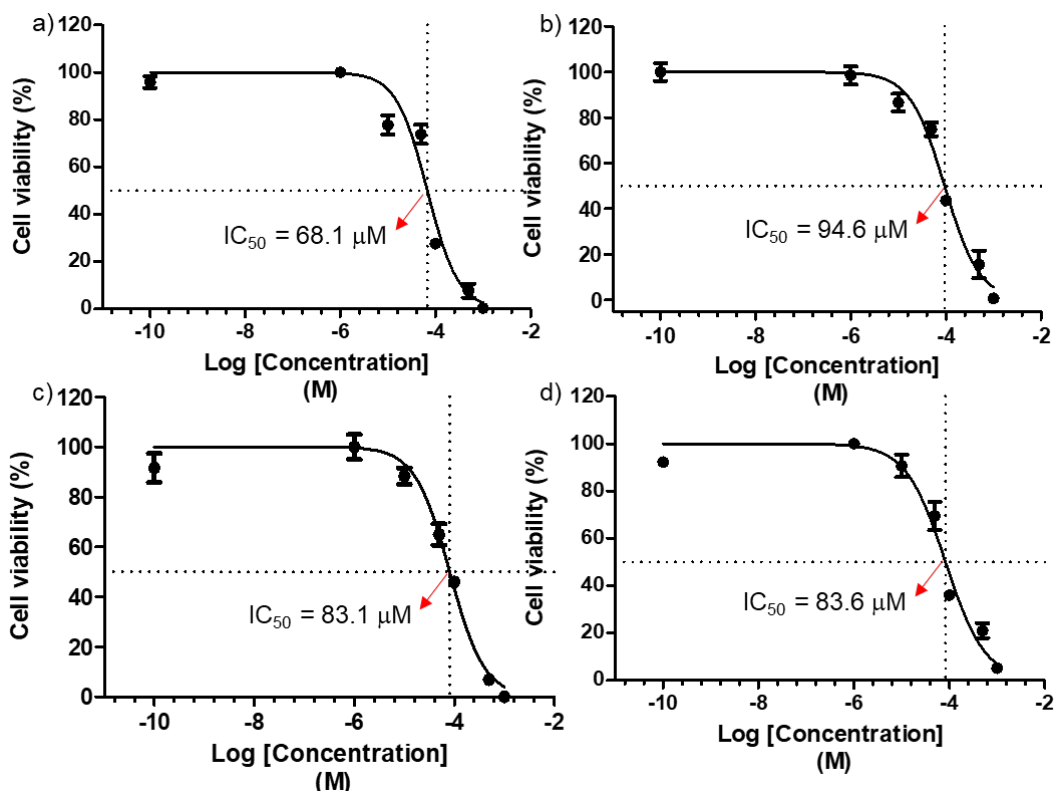 a)
120
100
80
60
40
20
0
Cell viability (%)
IC50 = 68.1 μM
-10 -8 -6 -4 -2
Log [Concentration]
(M)
b)
120
100
80
60
40
20
0
Cell viability (%)
IC50 = 94.6 μM
-10 -8 -6 -4 -2
Log [Concentration]
(M)
c)
120
100
80
60
40
20
0
Cell viability (%)
IC50 = 83.1 μM
-10 -8 -6 -4 -2
Log [Concentration]
(M)
d)
120
100
80
60
40
20
0
Cell viability (%)
IC50 = 83.6 μM
-10 -8 -6 -4 -2
Log [Concentration]
(M)